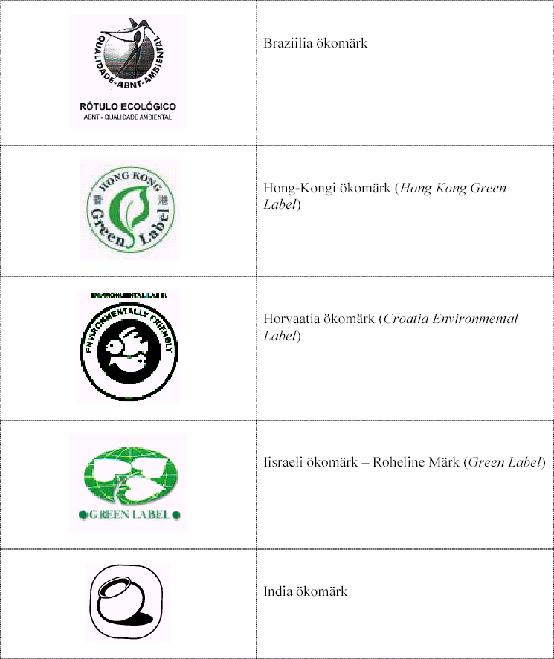 QUALIDADE-ABNT-AMBIENTAL
RÓTULO ECOLÓGICO
ABNT - QUALIDADE AMBIENTAL
Braziilia ökomärk
HONG KONG
香 港
Green Label
Hong-Kongi ökomärk (Hong Kong Green
Label)
ENVIRONMENTAL LABEL
ENVIRONMENTALLY FRIENDLY
Horvaatia ökomärk (Croatia Environmental
Label)
GREEN LABEL
Iisraeli ökomärk – Roheline Märk (Green Label)
India ökomärk